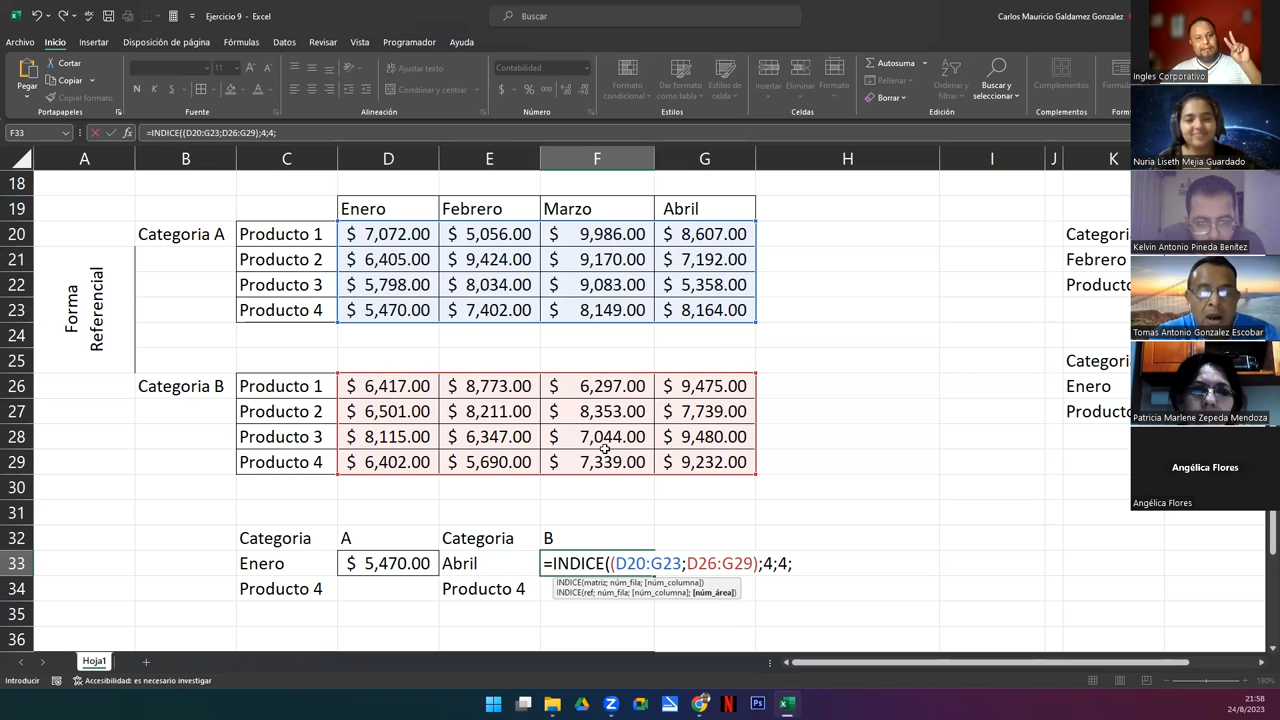 Ejercicio 9 - Excel
Buscar
Carlos Mauricio Galdamez Gonzalez
Archivo Inicio Insertar Disposición de página Fórmulas Datos Revisar Vista Programador Ayuda
Pegar
Cortar
Copiar
Copiar formato
Portapapeles
11
Fuente
Ajustar texto
Combinar y centrar
Alineación
Contabilidad
Número
Formato condicional
Dar formato como tabla
Estilos de celda
Estilos
Insertar
Eliminar
Formato
Celdas
Autosuma
Rellenar
Borrar
Ordenar y filtrar
Buscar y seleccionar
Edición
Complementos
Complementos
F33
=INDICE((D20:G23;D26:G29);4;4;
A B C D E F G H I J K
18
19 Enero Febrero Marzo Abril
20 Categoria A Producto 1 $ 7,072.00 $ 5,056.00 $ 9,986.00 $ 8,607.00 Categoria
21 Producto 2 $ 6,405.00 $ 9,424.00 $ 9,170.00 $ 7,192.00 Febrero
22 Producto 3 $ 5,798.00 $ 8,034.00 $ 9,083.00 $ 5,358.00
23 Producto 4 $ 5,470.00 $ 7,402.00 $ 8,149.00 $ 8,164.00
Forma
Referencial
24
25
26 Categoria B Producto 1 $ 6,417.00 $ 8,773.00 $ 6,297.00 $ 9,475.00 Enero
27 Producto 2 $ 6,501.00 $ 8,211.00 $ 8,353.00 $ 7,739.00
28 Producto 3 $ 8,115.00 $ 6,347.00 $ 7,044.00 $ 9,480.00
29 Producto 4 $ 6,402.00 $ 5,690.00 $ 7,339.00 $ 9,232.00
30
31
32 Categoria A Categoria B
33 Enero $ 5,470.00 Abril =INDICE((D20:G23;D26:G29);4;4;
INDICE(matriz; núm_fila; [núm_columna])
INDICE(ref; núm_fila; [núm_columna]; [núm_área])
34 Producto 4 Producto 4
35
36
Hoja1
Introducir
Accesibilidad: es necesario investigar
190%
21:58
24/8/2023
Ingles Corporativo
Nuria Liseth Mejia Guardado
Kelvin Antonio Pineda Benítez
Tomas Antonio Gonzalez Escobar
Patricia Marlene Zepeda Mendoza
Angélica Flores
Angélica Flores